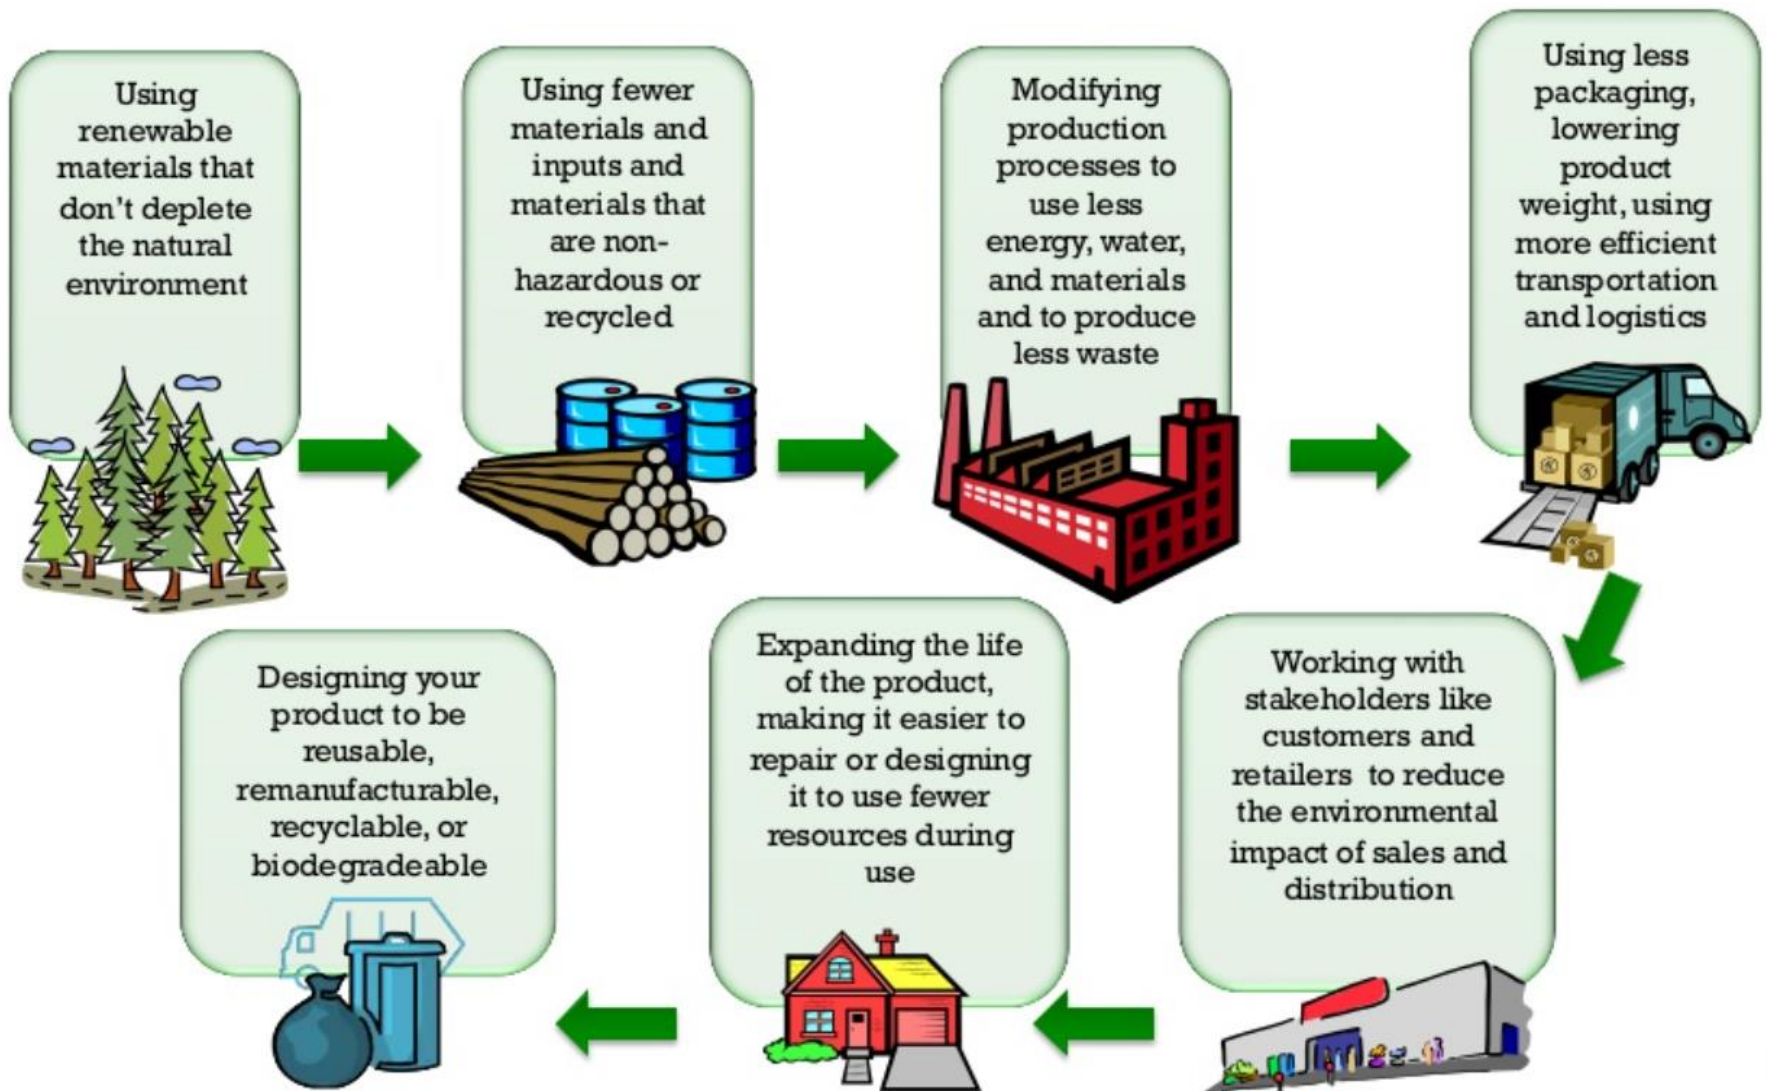 Using
renewable
materials that
don't deplete
the natural
environment
Using fewer
materials and
inputs and
materials that
are non-
hazardous or
recycled
Modifying
production
processes to
use less
energy, water,
and materials
and to produce
less waste
Using less
packaging,
lowering
product
weight, using
more efficient
transportation
and logistics
Working with
stakeholders like
customers and
retailers to reduce
the environmental
impact of sales and
distribution
Expanding the life
of the product,
making it easier to
repair or designing
it to use fewer
resources during
use
Designing your
product to be
reusable,
remanufacturable,
recyclable, or
biodegradeable